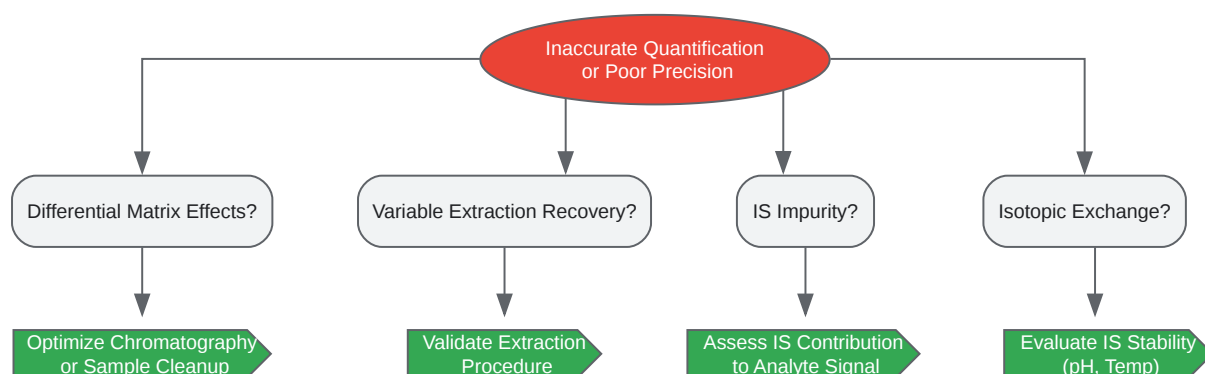 Inaccurate Quantification
or Poor Precision
Differential Matrix Effects?
Variable Extraction Recovery?
IS Impurity?
Isotopic Exchange?
Optimize Chromatography
or Sample Cleanup
Validate Extraction
Procedure
Assess IS Contribution
to Analyte Signal
Evaluate IS Stability
(pH, Temp)